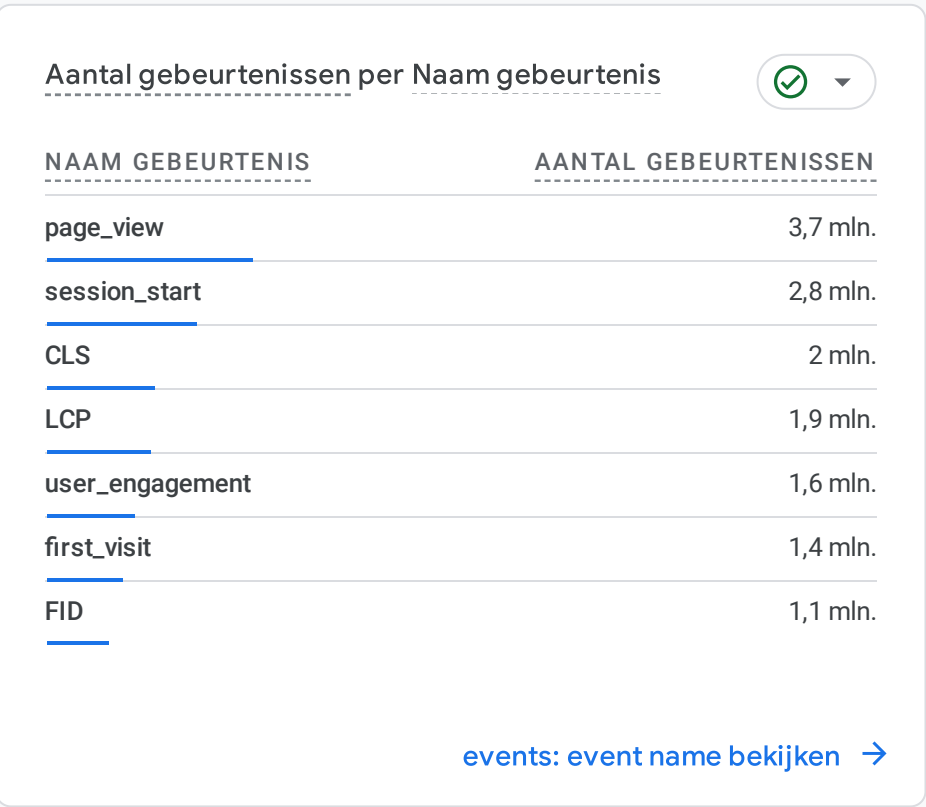 Aantal gebeurtenissen per Naam gebeurtenis
NAAM GEBEURTENIS AANTAL GEBEURTENISSEN
page_view 3,7 mln.
session_start 2,8 mln.
CLS 2 mln.
LCP 1,9 mln.
user_engagement 1,6 mln.
first_visit 1,4 mln.
FID 1,1 mln.
events: event name bekijken